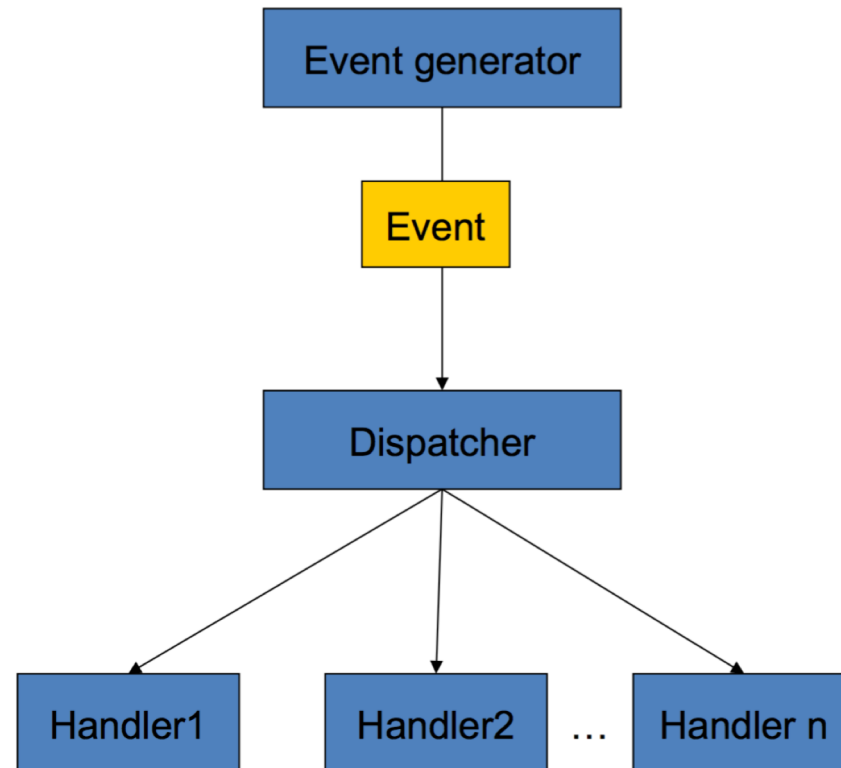 Event generator
Event
Dispatcher
Handler1
Handler2
...
Handler n